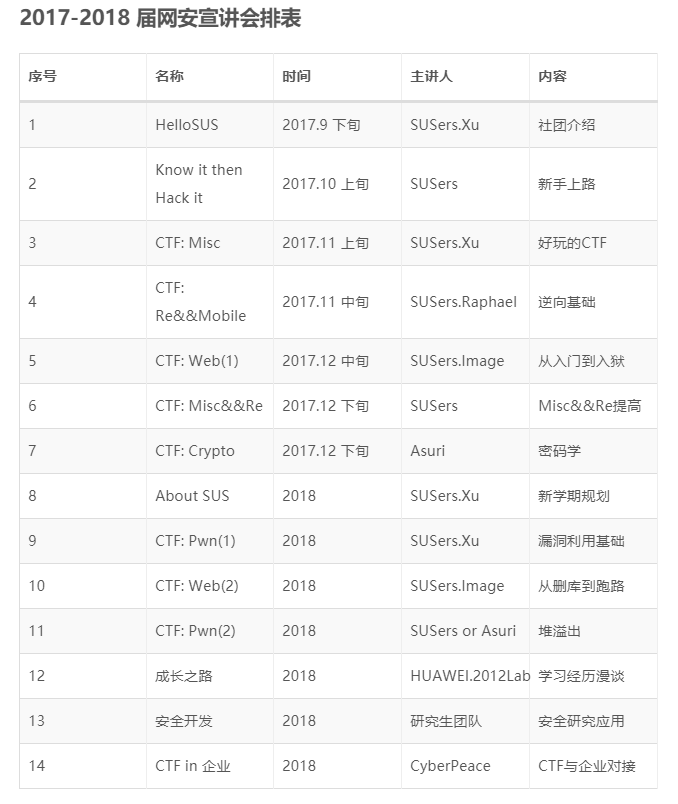 2017-2018 届网安宣讲会排表
序号 名称 时间 主讲人 内容
1 HelloSUS 2017.9 下旬 SUSers.Xu 社团介绍
2 Know it then Hack it 2017.10 上旬 SUSers 新手上路
3 CTF: Misc 2017.11 上旬 SUSers.Xu 好玩的CTF
4 CTF: Re&&Mobile 2017.11 中旬 SUSers.Raphael 逆向基础
5 CTF: Web(1) 2017.12 中旬 SUSers.Image 从入门到入狱
6 CTF: Misc&&Re 2017.12 下旬 SUSers Misc&&Re提高
7 CTF: Crypto 2017.12 下旬 Asuri 密码学
8 About SUS 2018 SUSers.Xu 新学期规划
9 CTF: Pwn(1) 2018 SUSers.Xu 漏洞利用基础
10 CTF: Web(2) 2018 SUSers.Image 从删库到跑路
11 CTF: Pwn(2) 2018 SUSers or Asuri 堆溢出
12 成长之路 2018 HUAWEI.2012Lab 学习经历漫谈
13 安全开发 2018 研究生团队 安全研究应用
14 CTF in 企业 2018 CyberPeace CTF与企业对接